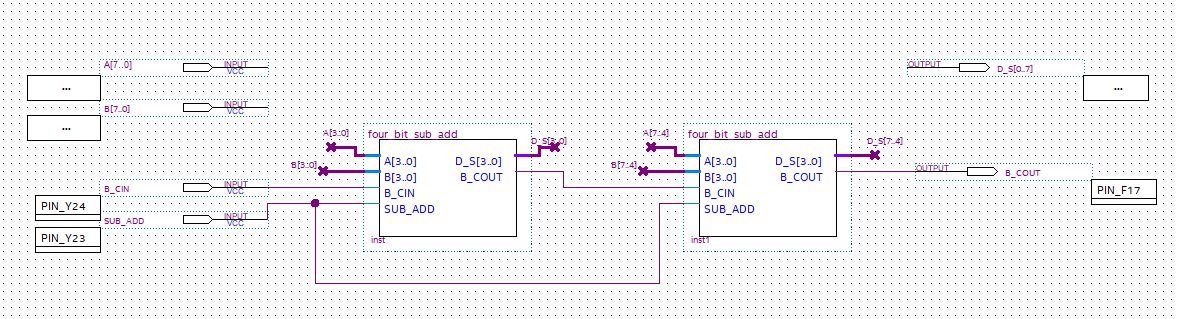 A[7..0]
INPUT
VCC
OUTPUT
D_S[0..7]
...
...
B[7..0]
INPUT
VCC
...
A[3..0]
four_bit_sub_add
D_S[3..0]
A[7..4]
four_bit_sub_add
D_S[7..4]
A[3..0]
D_S[3..0]
A[3..0]
D_S[3..0]
B[3..0]
B[3..0]
B_COUT
B[7..4]
B[3..0]
B_COUT
OUTPUT
B_COUT
B_CIN
INPUT
VCC
B_CIN
B_CIN
PIN_F17
PIN_Y24
SUB_ADD
SUB_ADD
SUB_ADD
INPUT
VCC
PIN_Y23
inst
inst1